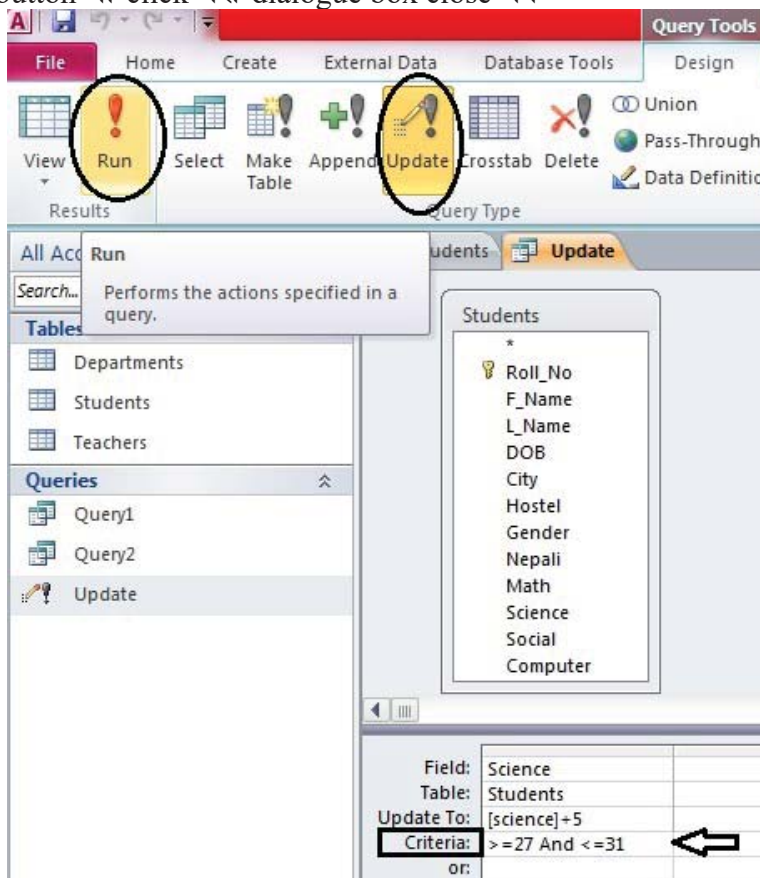 button click dialogue box close
A
Query Tools
File Home Create External Data Database Tools Design
View Run Select Make Table Append Update Crosstab Delete
Union
Pass-Through
Data Definitic
Results Query Type
All Acc
udents Update
Run
Performs the actions specified in a
query.
Search...
Tables
Departments
Students
Teachers
Queries
Query1
Query2
Update
Students
*
Roll_No
F_Name
L_Name
DOB
City
Hostel
Gender
Nepali
Math
Science
Social
Computer
Field: Science
Table: Students
Update To: [science]+5
Criteria: >=27 And <=31
or: